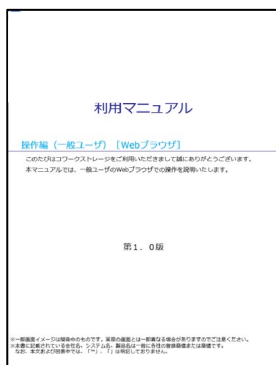 利用マニュアル
操作編（一般ユーザ）［Webブラウザ］
このたびはコワークストレージをご利用いただきまして誠にありがとうございます。
本マニュアルでは、一般ユーザのWebブラウザでの操作を説明いたします。
第1．0版
※一部画面イメージは開発中のものです。実際の画面とは一部異なる場合がありますのでご注意ください。
※本書に記載されている会社名、システム名、製品名は一般に各社の登録商標または商標です。
なお、本文および図表中では、「™」、「」は明記しておりません。